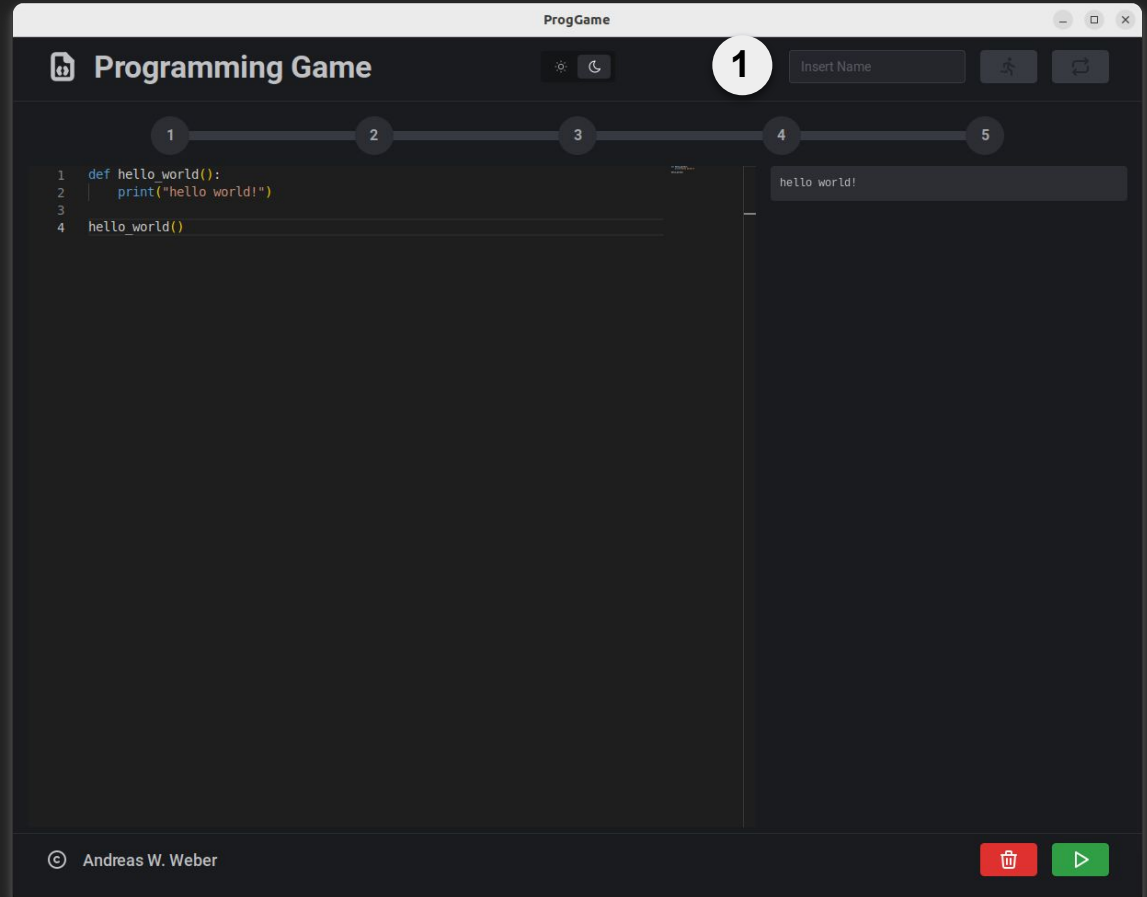 ProgGame
Programming Game
1
Insert Name
1 2 3 4 5
1 def hello_world():
2     print("hello world!")
3
4 hello_world()
hello world!
© Andreas W. Weber